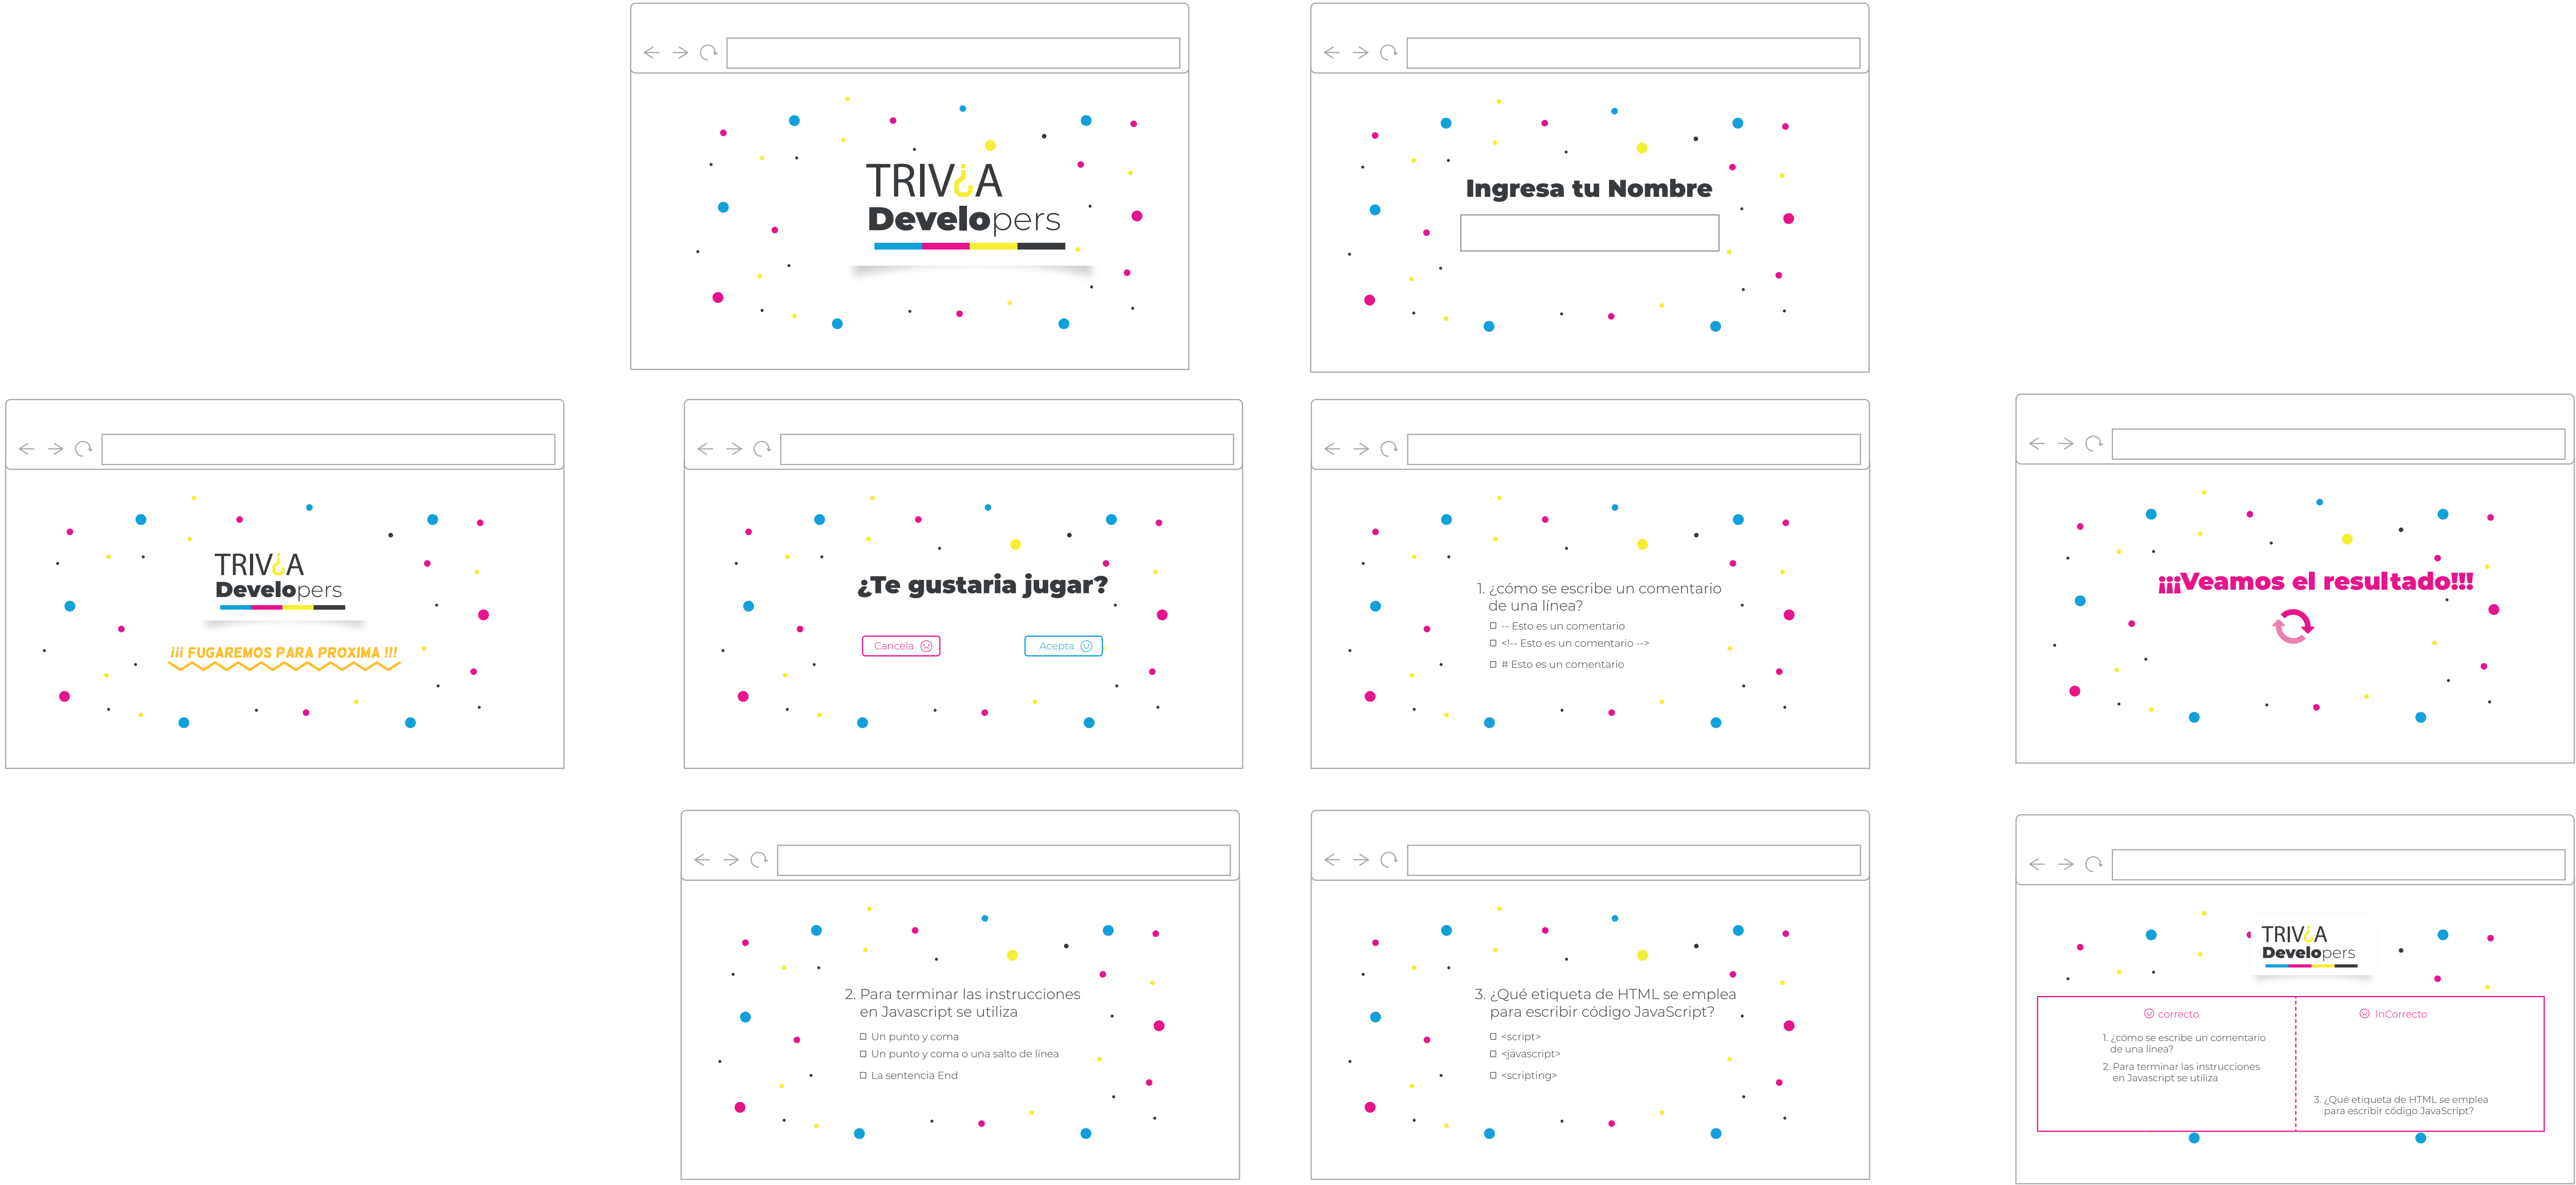 TRIV¿A
Developers
Ingresa tu Nombre
TRIV¿A
Developers
¡¡¡ FUGAREMOS PARA PROXIMA !!!
¿Te gustaria jugar?
Cancela
Acepta
1. ¿cómo se escribe un comentario
de una línea?
-- Esto es un comentario
<!-- Esto es un comentario -->
# Esto es un comentario
¡¡¡Veamos el resultado!!!
2. Para terminar las instrucciones
en Javascript se utiliza
Un punto y coma
Un punto y coma o una salto de línea
La sentencia End
3. ¿Qué etiqueta de HTML se emplea
para escribir código JavaScript?
<script>
<javascript>
<scripting>
TRIV¿A
Developers
correcto
1. ¿cómo se escribe un comentario
de una línea?
2. Para terminar las instrucciones
en Javascript se utiliza
InCorrecto
3. ¿Qué etiqueta de HTML se emplea
para escribir código JavaScript?